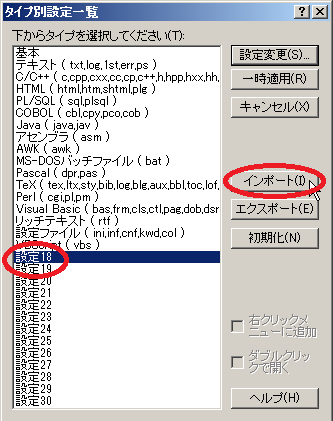 タイプ別設定一覧
下からタイプを選択してください(T):
基本
テキスト ( txt,log,1st,err,ps )
C/C++ ( c,cpp,cxx,cc,cp,c++,h,hpp,hxx,hh,
HTML ( html,htm,shtml,plg )
PL/SQL ( sql,plsql )
COBOL ( cbl,cpy,pco,cob )
Java ( java,jav )
アセンブラ ( asm )
AWK ( awk )
MS-DOSバッチファイル ( bat )
Pascal ( dpr,pas )
TeX ( tex,ltx,sty,bib,log,blg,aux,bbl,toc,lof,
Perl ( cgi,pl,pm )
Visual Basic ( bas,frm,cls,ctl,pag,dob,dsr
リッチテキスト ( rtf )
設定ファイル ( ini,inf,cnf,kwd,col )
VBScript ( vbs )
設定18
設定19
設定20
設定21
設定22
設定23
設定24
設定25
設定26
設定27
設定28
設定29
設定30
設定変更(S)...
一時適用(R)
キャンセル(X)
インポート(I)
エクスポート(E)
初期化(N)
右クリックメ
ニューに追加
ダブルクリッ
クで開く
ヘルプ(H)